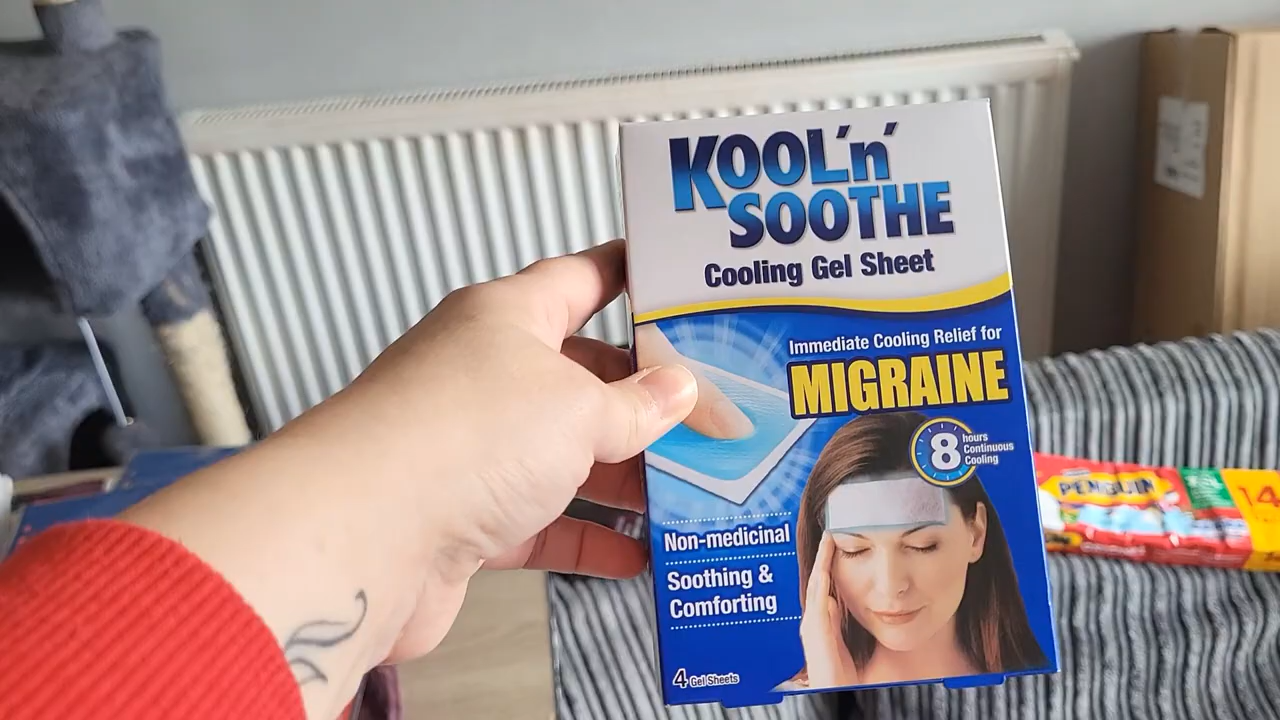 KOOL'n'
SOOTHE
Cooling Gel Sheet
Immediate Cooling Relief for
MIGRAINE
8 hours
Continuous
Cooling
Non-medicinal
Soothing &
Comforting
4 Gel Sheets
PENGUIN
14